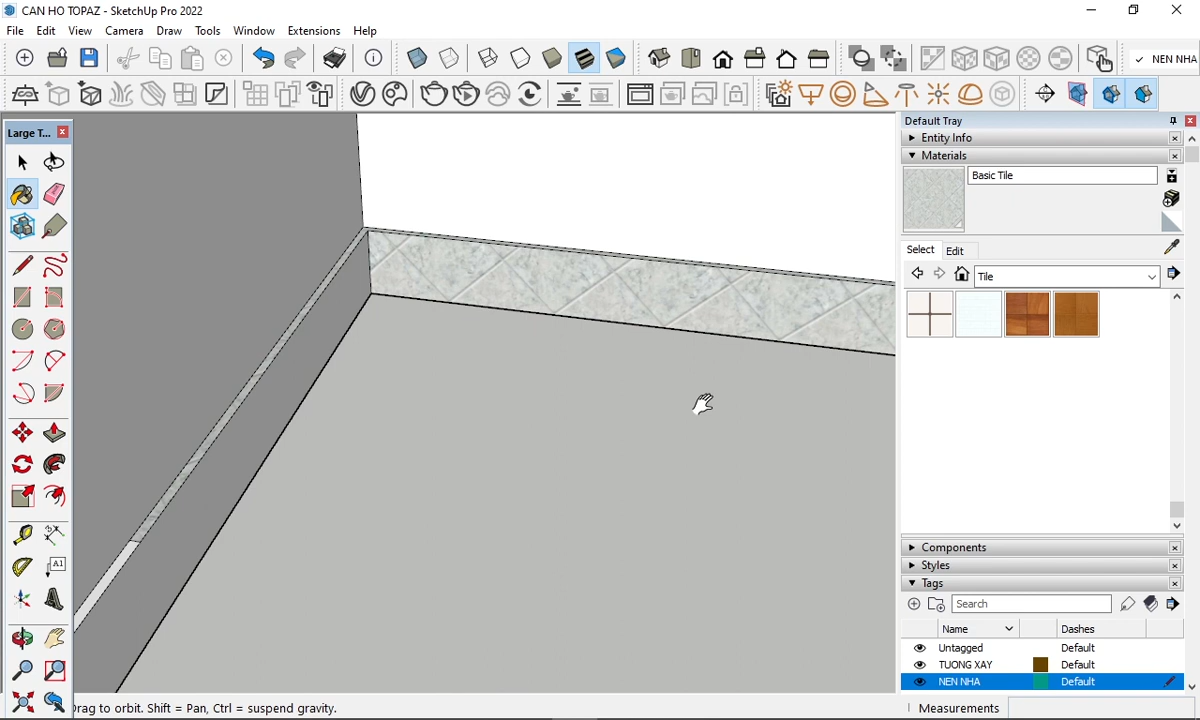 CAN HO TOPAZ - SketchUp Pro 2022
File Edit View Camera Draw Tools Window Extensions Help
NEN NHA
Large T...
Default Tray
Entity Info
Materials
Basic Tile
Select Edit
Tile
A1
Components
Styles
Tags
Search
Name Dashes
Untagged Default
TUONG XAY Default
NEN NHA Default
Drag to orbit. Shift = Pan, Ctrl = suspend gravity.
Measurements